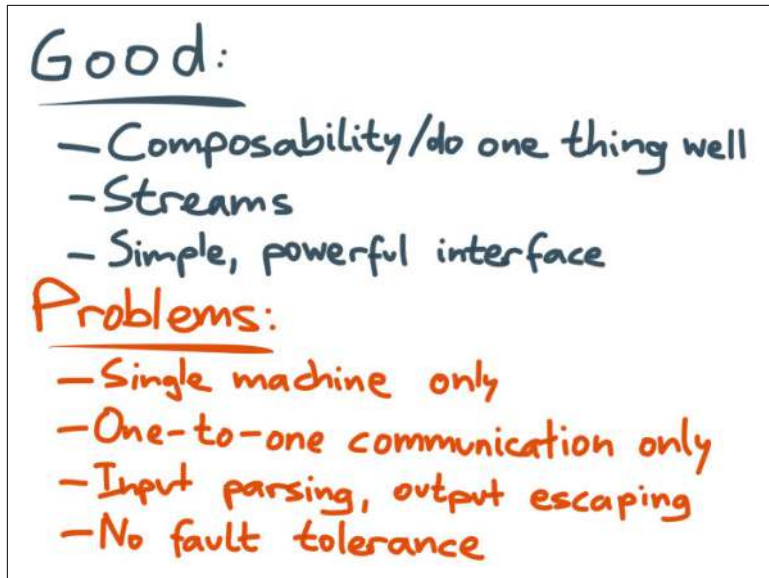 Good:
— Composability/do one thing well
— Streams
— Simple, powerful interface
Problems:
— Single machine only
— One-to-one communication only
— Input parsing, output escaping
— No fault tolerance